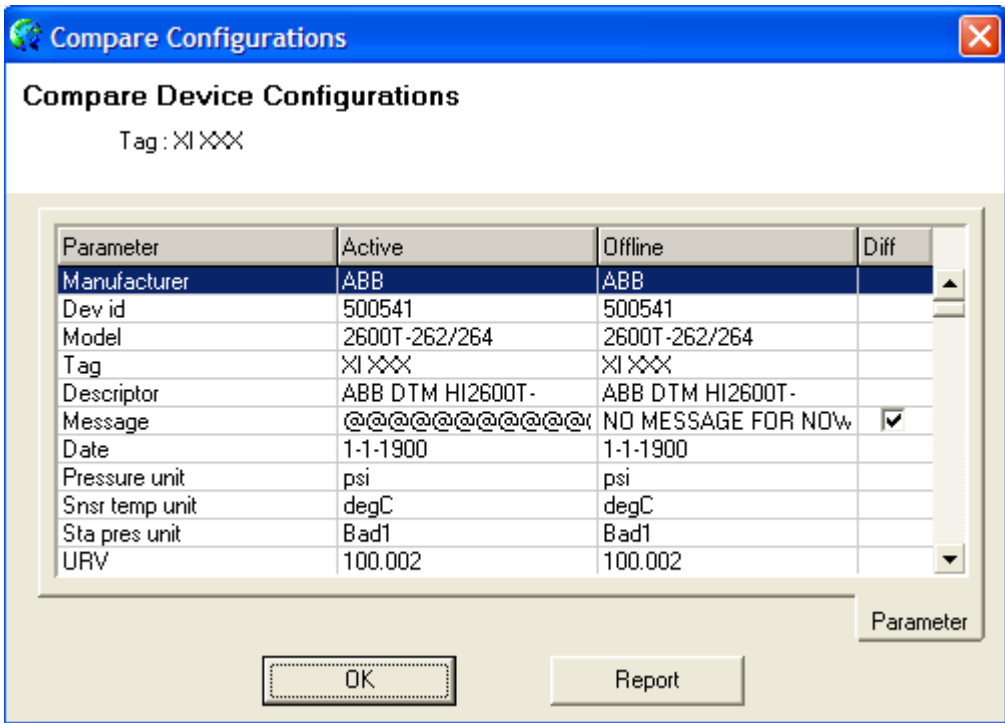 Compare Configurations
Compare Device Configurations
Tag : XI XXX
Parameter Active Offline Diff
Manufacturer ABB ABB
Dev id 500541 500541
Model 2600T-262/264 2600T-262/264
Tag XI XXX XI XXX
Descriptor ABB DTM HI2600T- ABB DTM HI2600T-
Message @@@@@@@@@@@( NO MESSAGE FOR NOW
Date 1-1-1900 1-1-1900
Pressure unit psi psi
Snsr temp unit degC degC
Sta pres unit Bad1 Bad1
URV 100.002 100.002
Parameter
OK Report